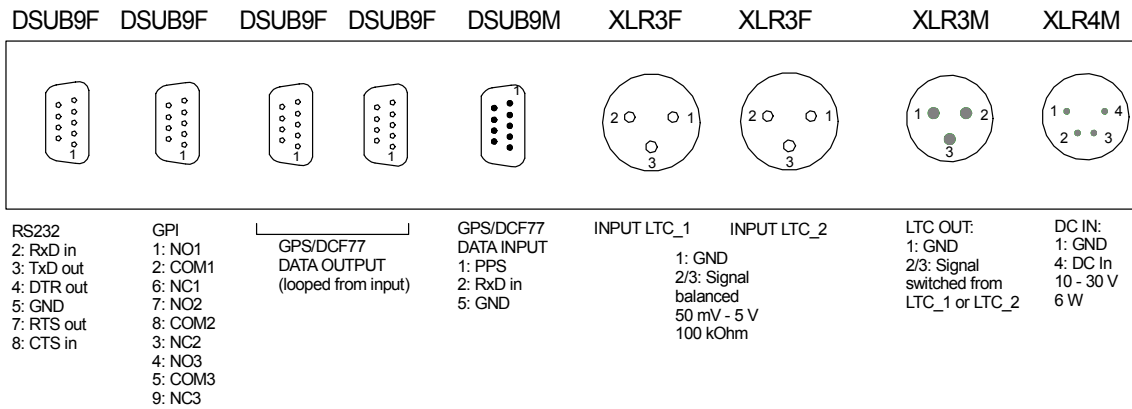 DSUB9F DSUB9F DSUB9F DSUB9F DSUB9M XLR3F XLR3F XLR3M XLR4M
1
1
1
1
1
2 1
3
2 1
3
1 2
3
1 4
2 3
RS232
2: RxD in
3: TxD out
4: DTR out
5: GND
7: RTS out
8: CTS in
GPI
1: NO1
2: COM1
6: NC1
7: NO2
8: COM2
3: NC2
4: NO3
5: COM3
9: NC3
GPS/DCF77
DATA OUTPUT
(looped from input)
GPS/DCF77
DATA INPUT
1: PPS
2: RxD in
5: GND
INPUT LTC_1 INPUT LTC_2
1: GND
2/3: Signal
balanced
50 mV - 5 V
100 kOhm
LTC OUT:
1: GND
2/3: Signal
switched from
LTC_1 or LTC_2
DC IN:
1: GND
4: DC In
10 - 30 V
6 W